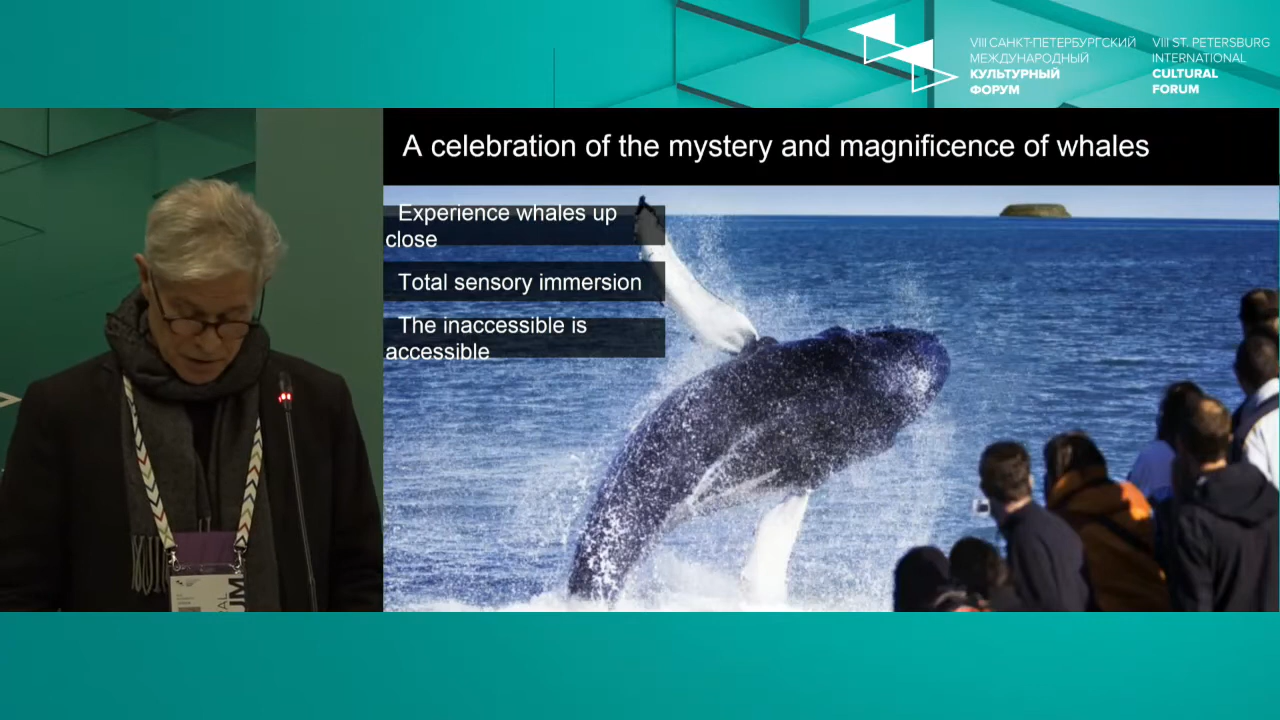 VIII САНКТ-ПЕТЕРБУРГСКИЙ
МЕЖДУНАРОДНЫЙ
КУЛЬТУРНЫЙ
ФОРУМ
VIII ST. PETERSBURG
INTERNATIONAL
CULTURAL
FORUM
A celebration of the mystery and magnificence of whales
Experience whales up
close
Total sensory immersion
The inaccessible is
accessible